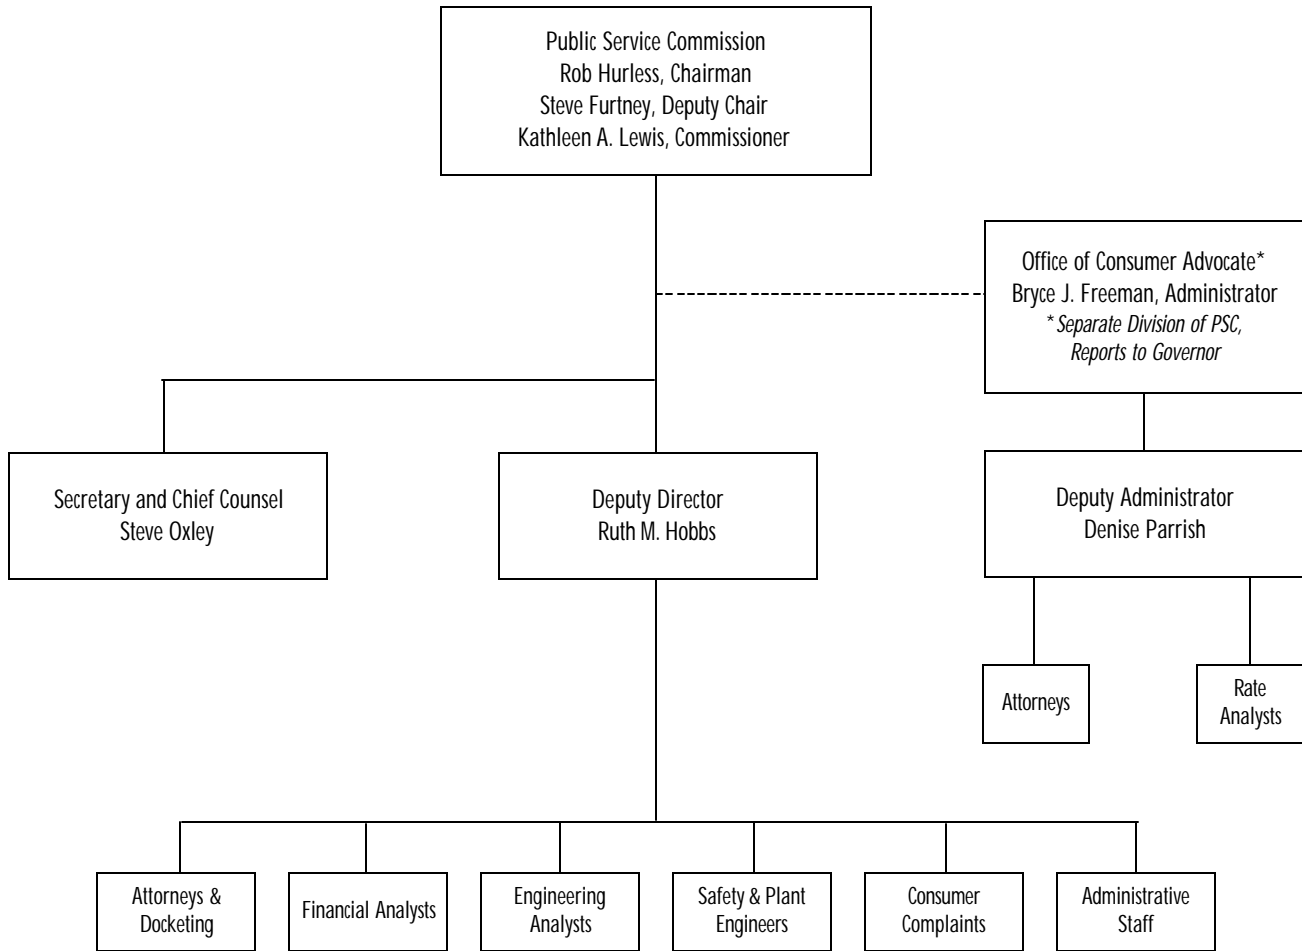 Public Service Commission
Rob Hurless, Chairman
Steve Furtney, Deputy Chair
Kathleen A. Lewis, Commissioner
Office of Consumer Advocate*
Bryce J. Freeman, Administrator
*Separate Division of PSC,
Reports to Governor
Secretary and Chief Counsel
Steve Oxley
Deputy Director
Ruth M. Hobbs
Deputy Administrator
Denise Parrish
Attorneys
Rate
Analysts
Attorneys &
Docketing
Financial Analysts
Engineering
Analysts
Safety & Plant
Engineers
Consumer
Complaints
Administrative
Staff